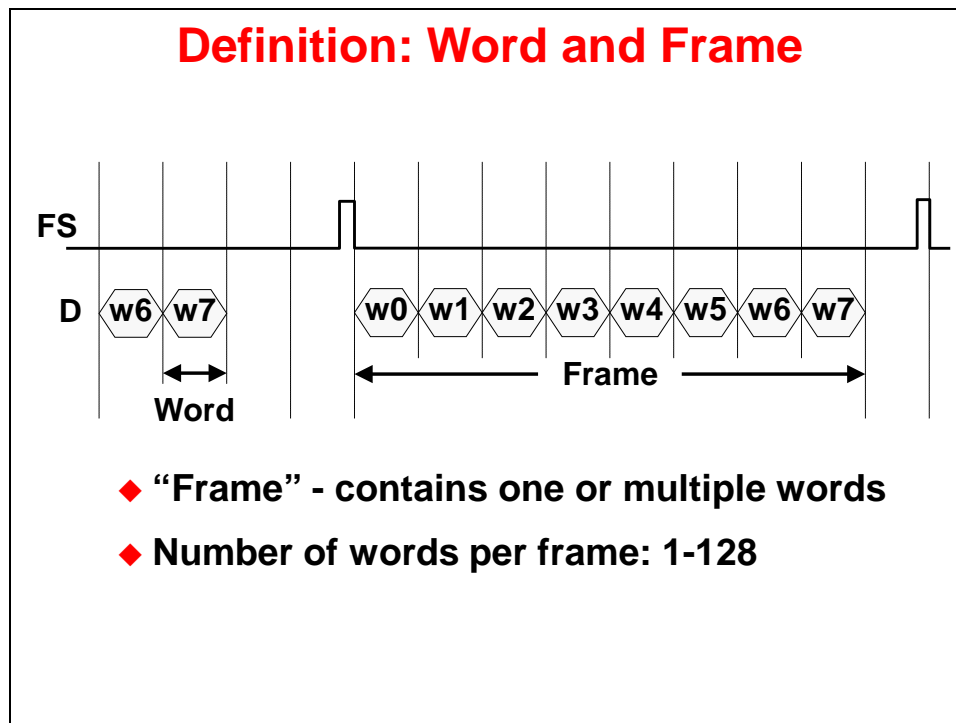 Definition: Word and Frame
FS
D w6 w7 w0 w1 w2 w3 w4 w5 w6 w7
Frame
Word
“Frame” - contains one or multiple words
Number of words per frame: 1-128